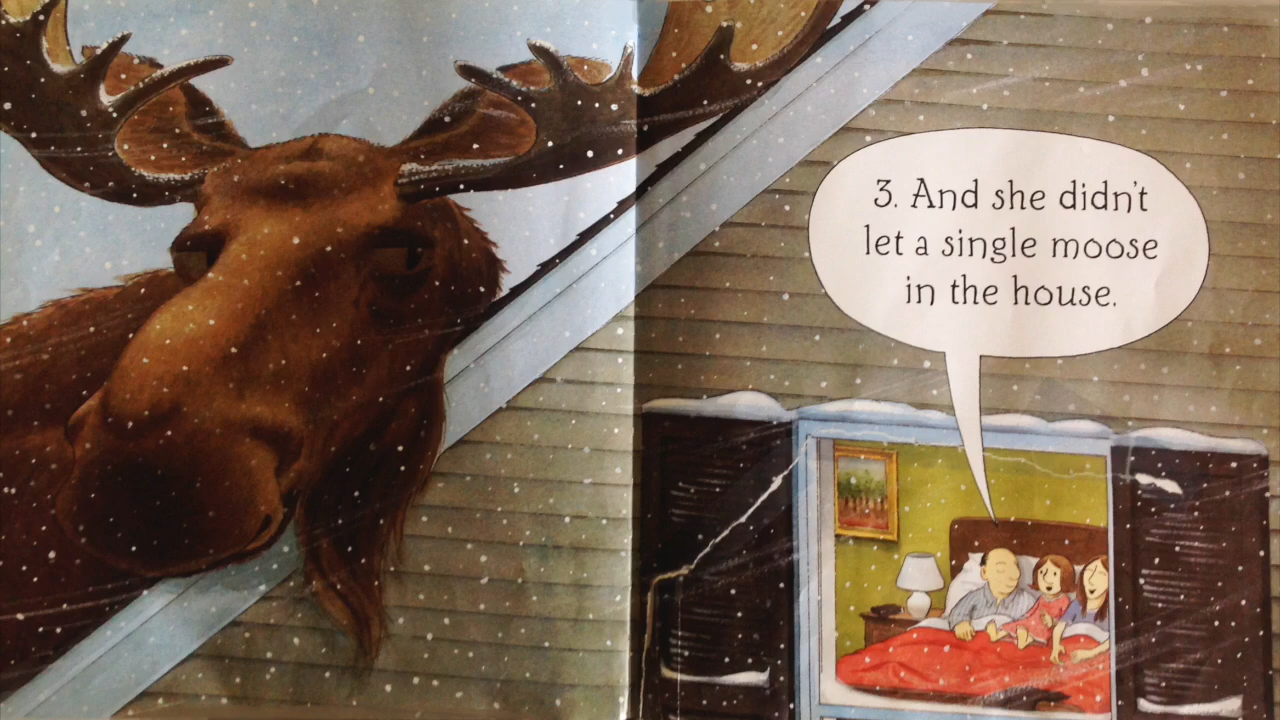 3. And she didn't
let a single moose
in the house.